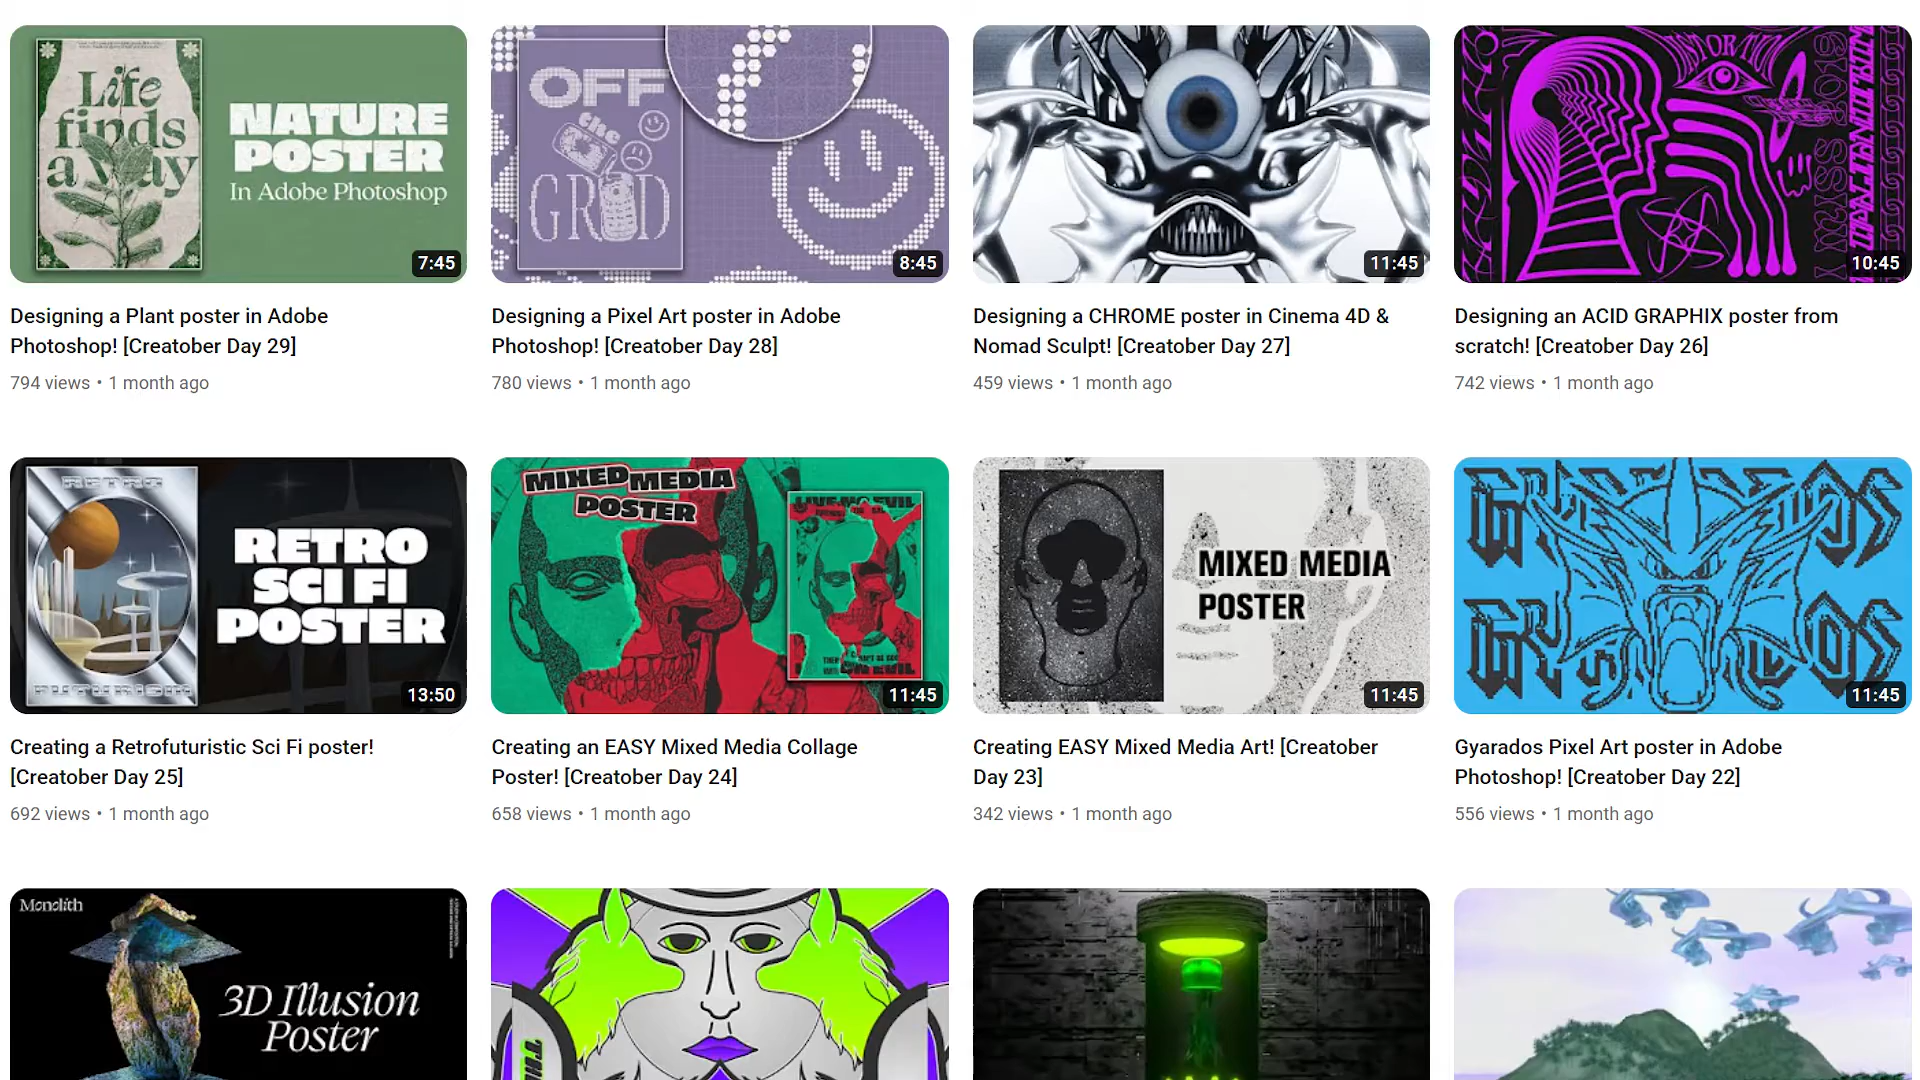 Life
finds
a way
NATURE
POSTER
In Adobe Photoshop
7:45
OFF
the
GRID
8:45
11:45
10:45
Designing a Plant poster in Adobe
Photoshop! [Creatober Day 29]
794 views • 1 month ago
Designing a Pixel Art poster in Adobe
Photoshop! [Creatober Day 28]
780 views • 1 month ago
Designing a CHROME poster in Cinema 4D &
Nomad Sculpt! [Creatober Day 27]
459 views • 1 month ago
Designing an ACID GRAPHIX poster from
scratch! [Creatober Day 26]
742 views • 1 month ago
RETRO
FUTURISM
RETRO
SCI FI
POSTER
13:50
MIXED MEDIA
POSTER
11:45
MIXED MEDIA
POSTER
11:45
11:45
Creating a Retrofuturistic Sci Fi poster!
[Creatober Day 25]
692 views • 1 month ago
Creating an EASY Mixed Media Collage
Poster! [Creatober Day 24]
658 views • 1 month ago
Creating EASY Mixed Media Art! [Creatober
Day 23]
342 views • 1 month ago
Gyarados Pixel Art poster in Adobe
Photoshop! [Creatober Day 22]
556 views • 1 month ago
Monolith
3D Illusion
Poster